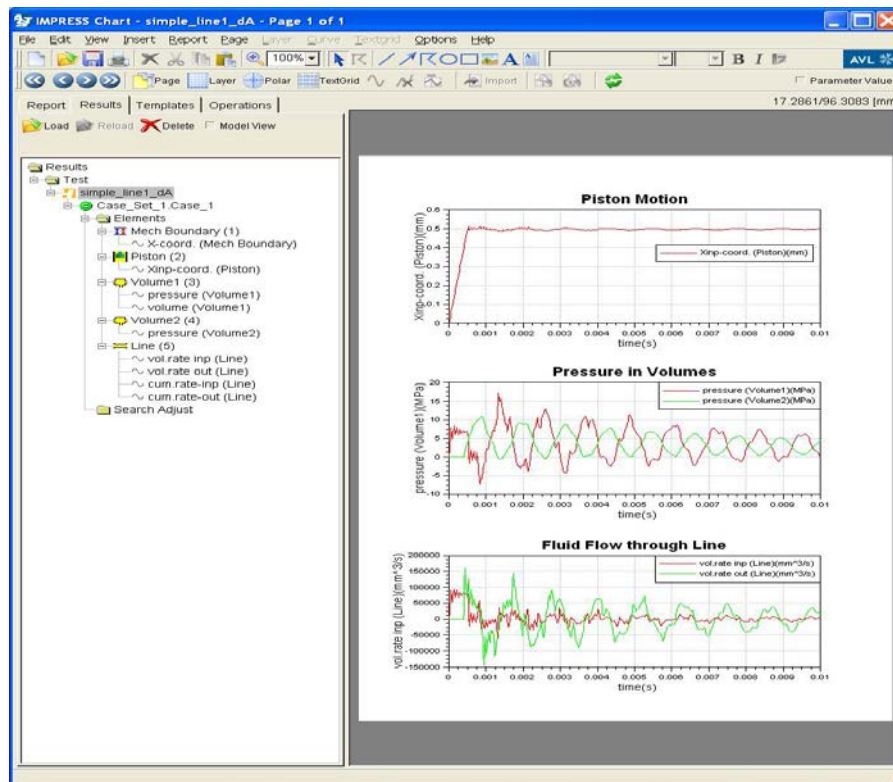 IMPRESS Chart - simple_line1_dA - Page 1 of 1
File Edit View Insert Report Page Layer Curve Textgrid Options Help
100% B I AVL
Page Layer Polar TextGrid Import Parameter Value
Report Results Templates Operations 17.2861/96.3083 [mm
Load Reload Delete Model View
Results
Test
simple_line1_dA
Case_Set_1.Case_1
Elements
Mech Boundary (1)
X-coord. (Mech Boundary)
Piston (2)
Xinp-coord. (Piston)
Volume1 (3)
pressure (Volume1)
volume (Volume1)
Volume2 (4)
pressure (Volume2)
Line (5)
vol.rate inp (Line)
vol.rate out (Line)
cum.rate-inp (Line)
cum.rate-out (Line)
Search Adjust
Piston Motion
Xinp-coord. (Piston)(mm)
0.6
0.5
0.4
0.3
0.2
0.1
0
Xinp-coord. (Piston)(mm)
0 0.001 0.002 0.003 0.004 0.005 0.006 0.007 0.008 0.009 0.01
time(s)
Pressure in Volumes
pressure (Volume1)(MPa)
20
15
10
5
0
-5
-10
pressure (Volume1)(MPa)
pressure (Volume2)(MPa)
0 0.001 0.002 0.003 0.004 0.005 0.006 0.007 0.008 0.009 0.01
time(s)
Fluid Flow through Line
vol.rate inp (Line)(mm^3/s)
200000
150000
100000
50000
0
-50000
-100000
-150000
vol.rate inp (Line)(mm^3/s)
vol.rate out (Line)(mm^3/s)
0 0.001 0.002 0.003 0.004 0.005 0.006 0.007 0.008 0.009 0.01
time(s)